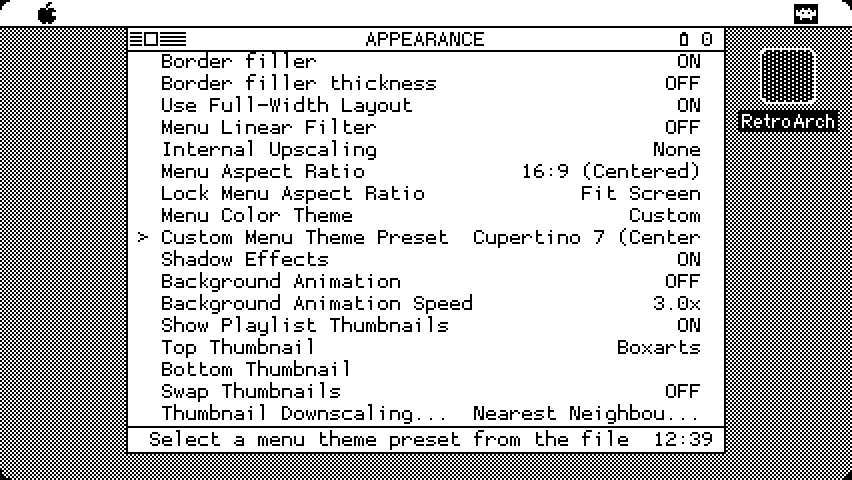 APPEARANCE 0
Border filler ON
Border filler thickness OFF
Use Full-Width Layout ON
Menu Linear Filter OFF
Internal Upscaling None
Menu Aspect Ratio 16:9 (Centered)
Lock Menu Aspect Ratio Fit Screen
Menu Color Theme Custom
> Custom Menu Theme Preset Cupertino 7 (Center
Shadow Effects ON
Background Animation OFF
Background Animation Speed 3.0x
Show Playlist Thumbnails ON
Top Thumbnail Boxarts
Bottom Thumbnail
Swap Thumbnails OFF
Thumbnail Downscaling... Nearest Neighbou...
Select a menu theme preset from the file 12:39
RetroArch